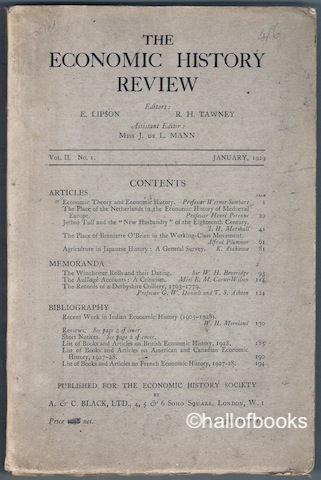 4/6
THE
ECONOMIC HISTORY
REVIEW
Editors:
E. LIPSON R. H. TAWNEY
Assistant Editor:
MISS J. DE L. MANN
VOL. II. NO. 1. JANUARY, 1929
CONTENTS
ARTICLES PAGE
Economic Theory and Economic History. Professor Werner Sombart 1
The Place of the Netherlands in the Economic History of Medieval
Europe. Professor Henri Pirenne 20
Jethro Tull and the "New Husbandry" of the Eighteenth Century.
T. H. Marshall 41
The Place of Bronterre O'Brien in the Working-Class Movement.
Alfred Plummer 61
Agriculture in Japanese History: A General Survey. K. Asakawa 81
MEMORANDA
The Winchester Rolls and their Dating. Sir W. H. Beveridge 93
The Aulnage Accounts: A Criticism. Miss E. M. Carus-Wilson 114
The Records of a Derbyshire Colliery, 1763-1779.
Professor G. W. Daniels and T. S. Ashton 124
BIBLIOGRAPHY
Recent Work in Indian Economic History (1905-1928).
W. H. Moreland 130
Reviews. See page 2 of cover.
Short Notices. See page 2 of cover.
List of Books and Articles on British Economic History, 1928. 185
List of Books and Articles on American and Canadian Economic
History, 1927-28. 190
List of Books and Articles on French Economic History, 1927-28. 194
PUBLISHED FOR THE ECONOMIC HISTORY SOCIETY
BY
A. & C. BLACK, LTD., 4, 5 & 6 SOHO SQUARE, LONDON, W. 1
Price net.
©hallofbooks